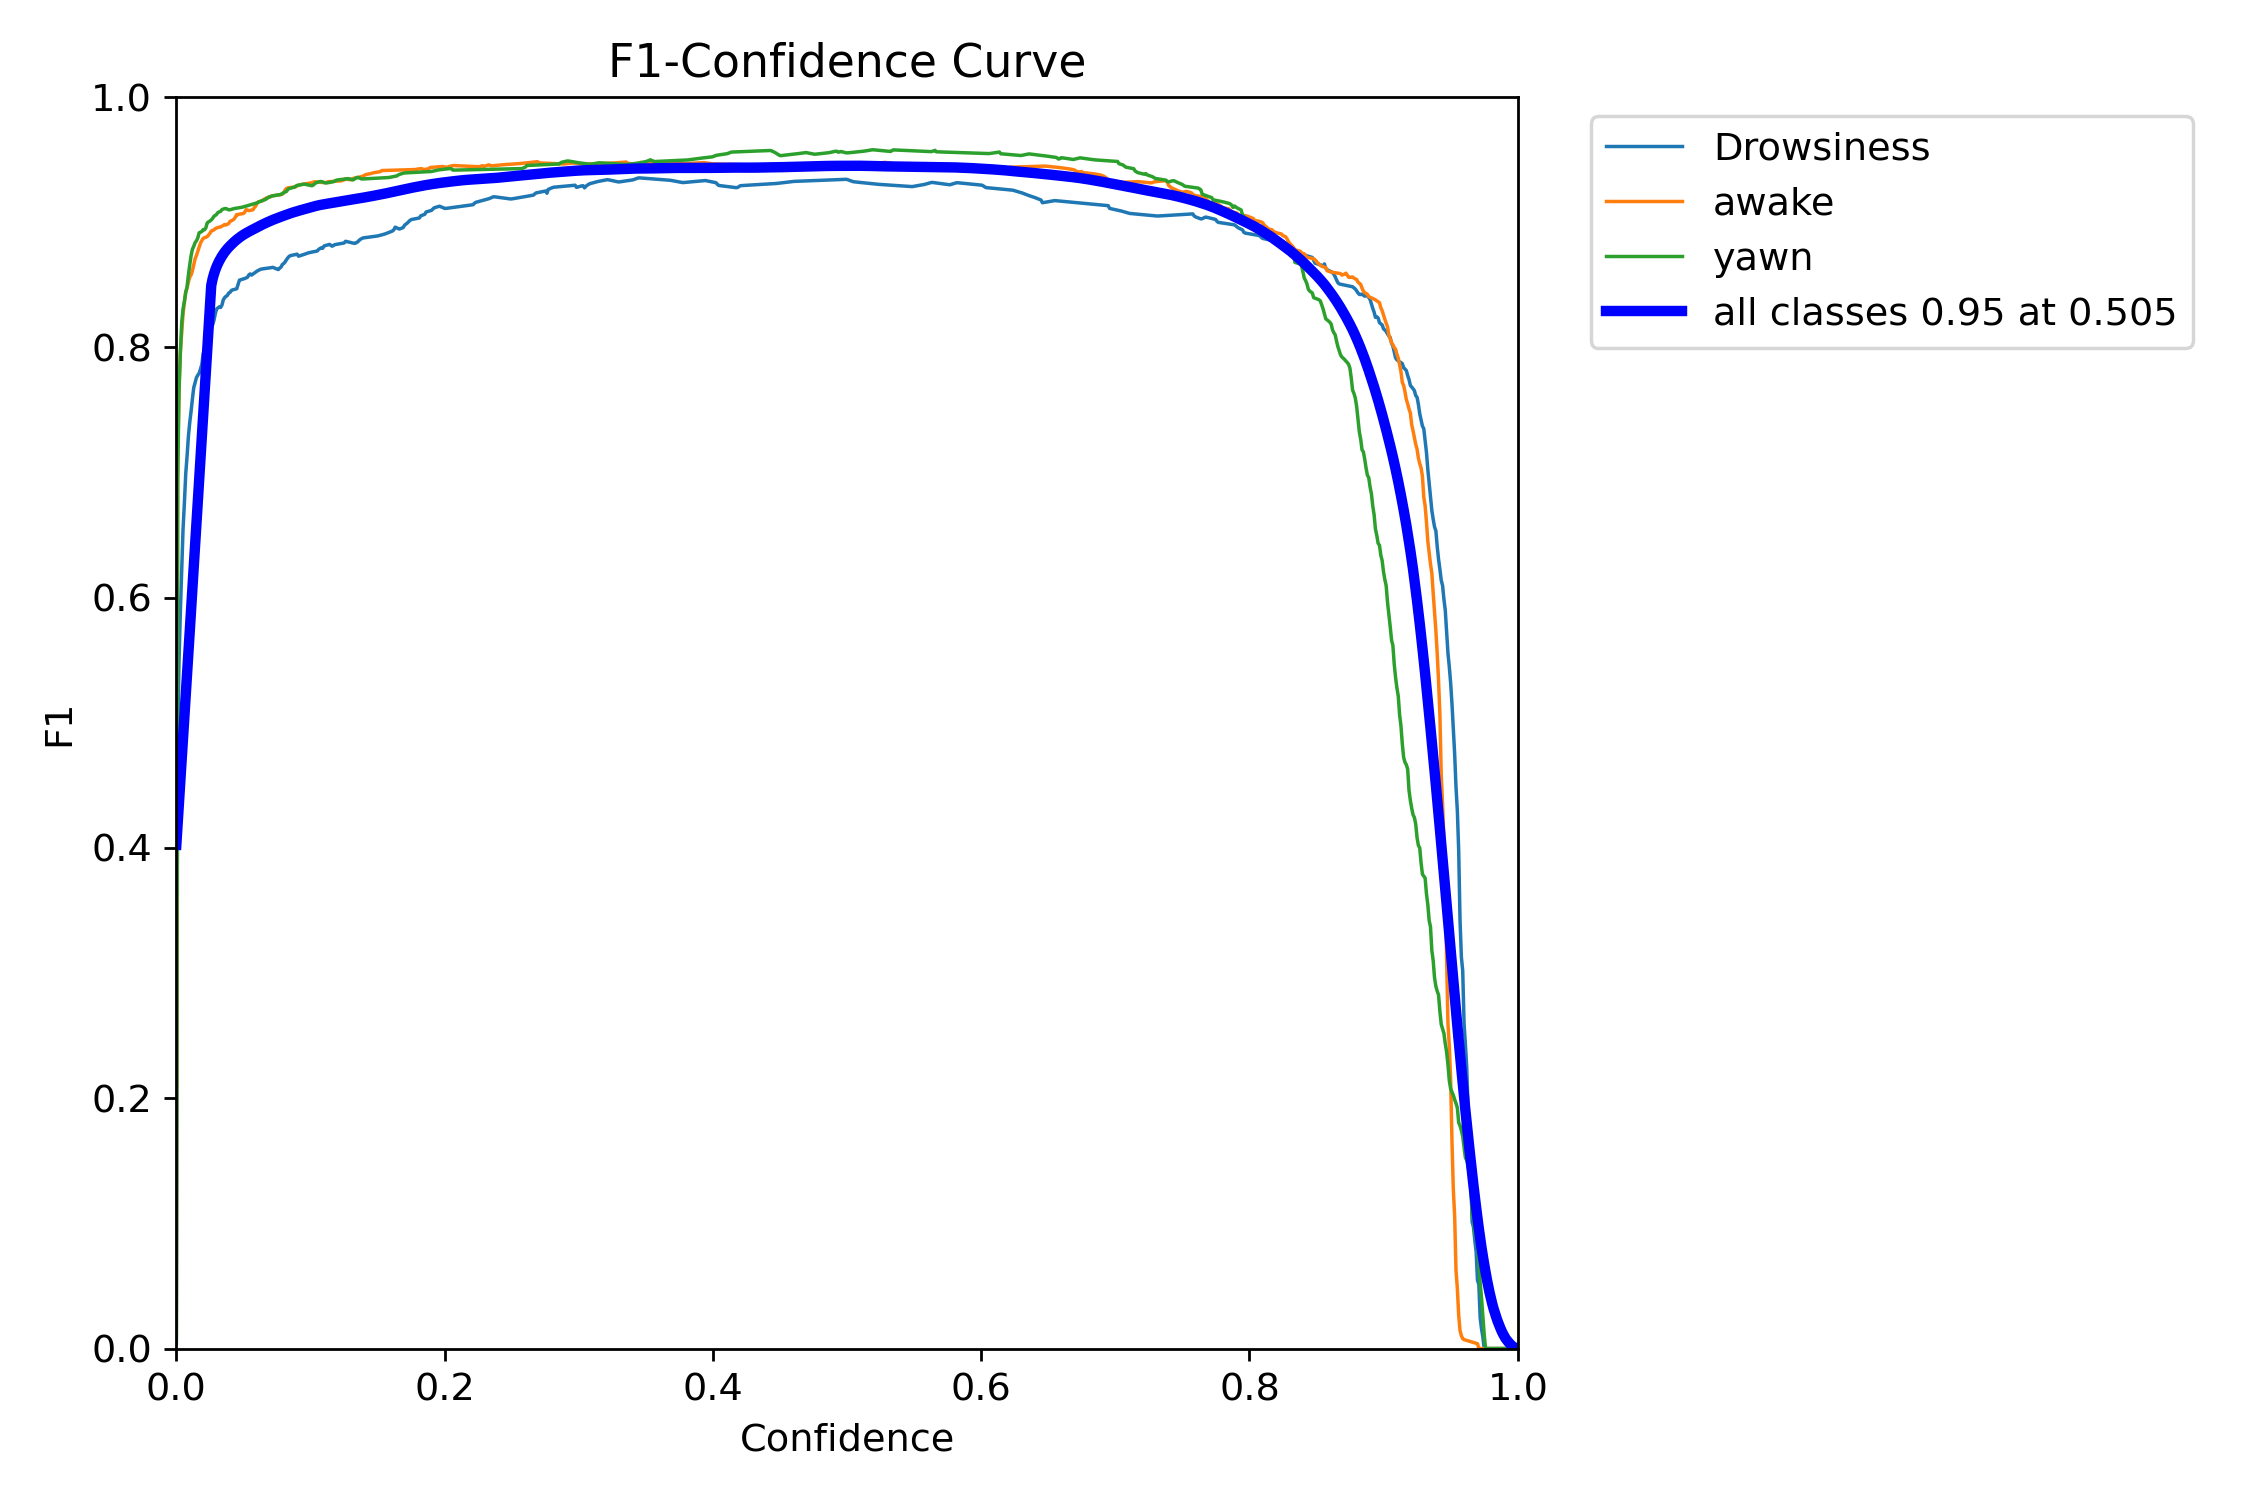 F1-Confidence Curve
1.0
0.8
0.6
0.4
0.2
0.0
F1
0.0 0.2 0.4 0.6 0.8 1.0
Confidence
Drowsiness
awake
yawn
all classes 0.95 at 0.505